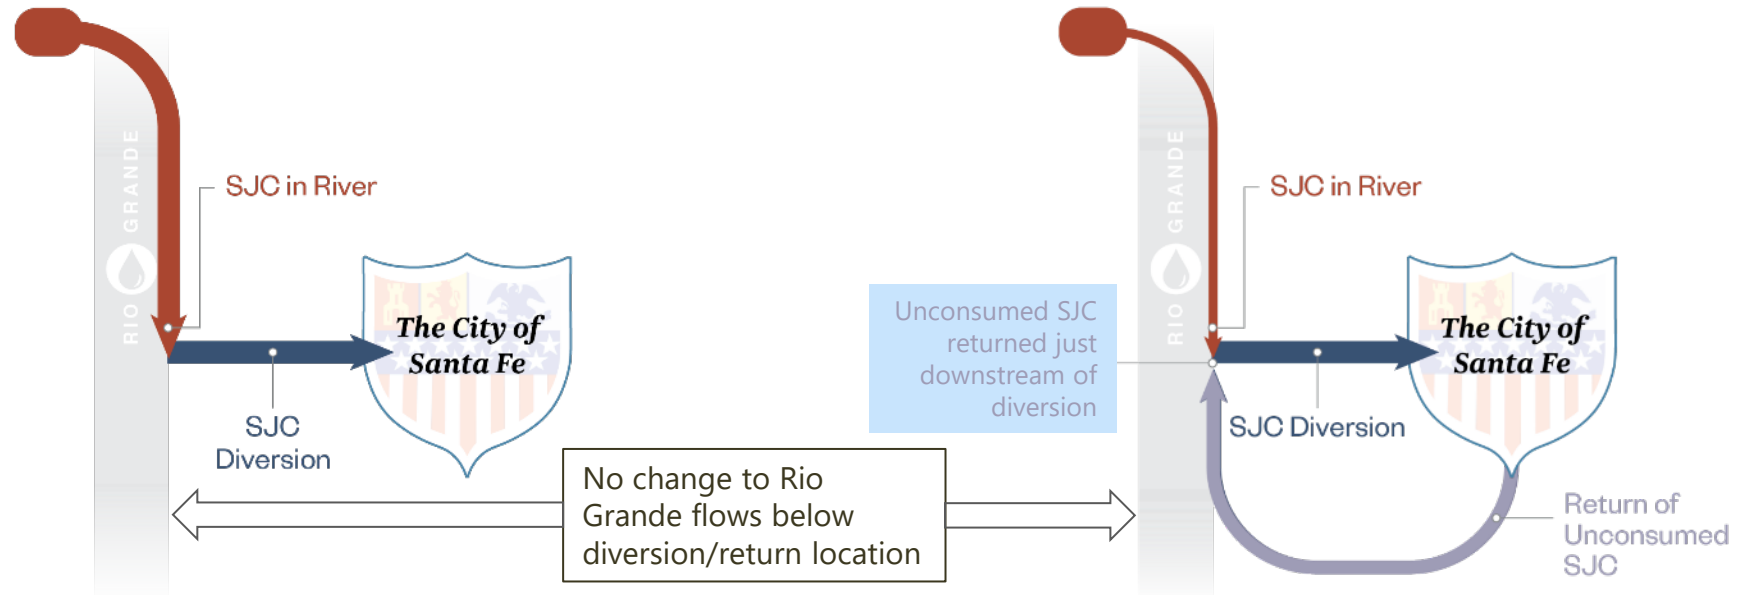 RIO GRANDE
SJC in River
The City of
Santa Fe
SJC
Diversion
No change to Rio
Grande flows below
diversion/return location
Unconsumed SJC
returned just
downstream of
diversion
RIO GRANDE
SJC in River
The City of
Santa Fe
SJC Diversion
Return of
Unconsumed
SJC